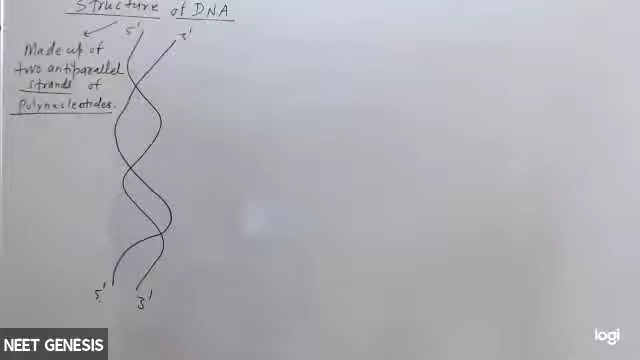 Structure of DNA
5' 3'
Made up of
two antiparallel
strands of
Polynucleotides.
5' 3'
NEET GENESIS
logi